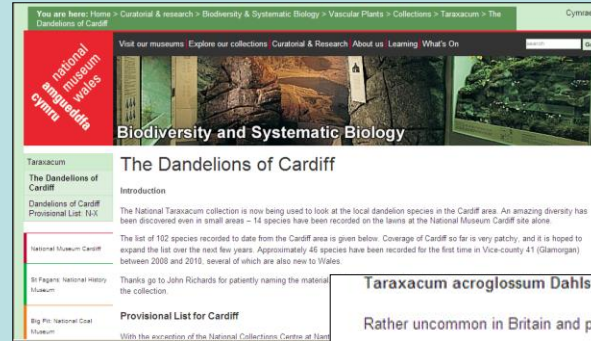 You are here: Home > Curatorial & research > Biodiversity & Systematic Biology > Vascular Plants > Collections > Taraxacum > The
Dandelions of Cardiff
Cymrae
Visit our museums Explore our collections Curatorial & Research About us Learning What's On
search
Go
national
museum
wales
amgueddfa
cymru
Biodiversity and Systematic Biology
Taraxacum
The Dandelions of
Cardiff
Dandelions of Cardiff
Provisional List: N-X
National Museum Cardiff
St Fagans: National History
Museum
Big Pit: National Coal
Museum
The Dandelions of Cardiff
Introduction
The National Taraxacum collection is now being used to look at the local dandelion species in the Cardiff area. An amazing diversity has
been discovered even in small areas – 14 species have been recorded on the lawns at the National Museum Cardiff site alone.
The list of 102 species recorded to date from the Cardiff area is given below. Coverage of Cardiff so far is very patchy, and it is hoped to
expand the list over the next few years. Approximately 46 species have been recorded for the first time in Vice-county 41 (Glamorgan)
between 2008 and 2010, several of which are also new to Wales.
Thanks go to John Richards for patiently naming the material
the collection.
Provisional List for Cardiff
With the exception of the National Collections Centre at Nant
Taraxacum acroglossum Dahls
Rather uncommon in Britain and p